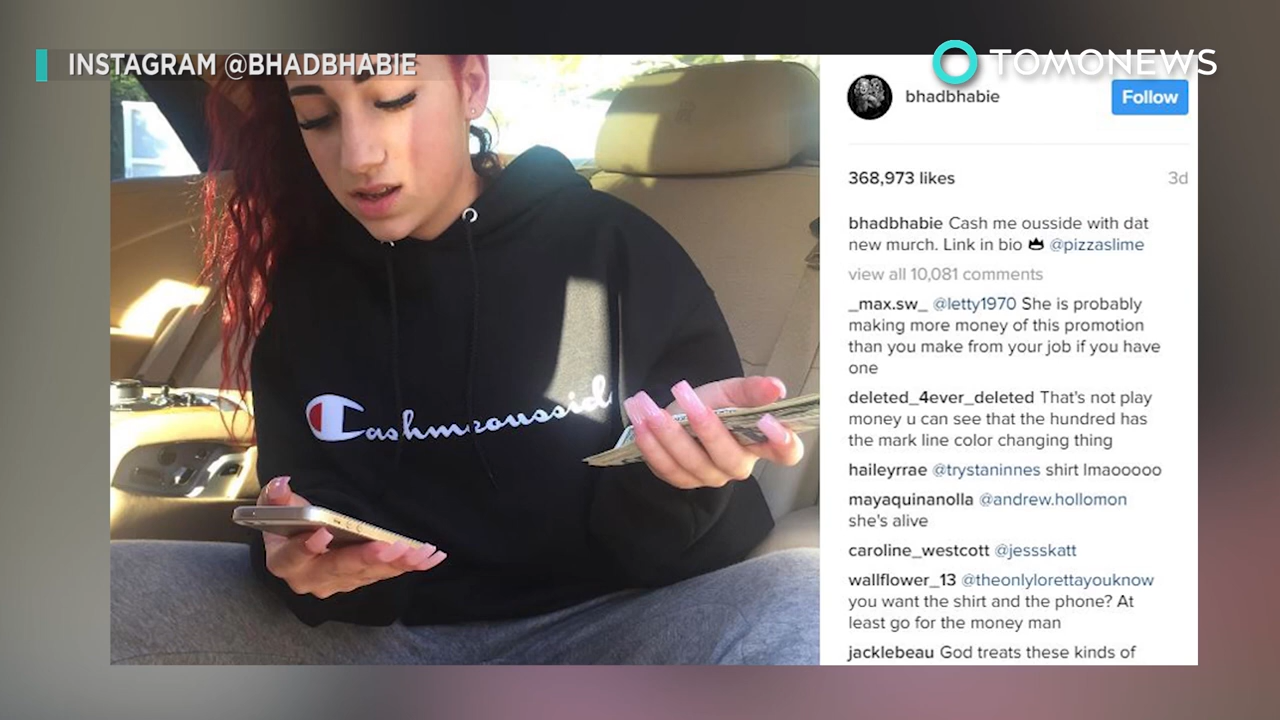 INSTAGRAM @BHADBHABIE
TOMONEWS
bhadbhabie
Follow
368,973 likes
3d
bhadbhabie Cash me ousside with dat
new murch. Link in bio @pizzaslime
view all 10,081 comments
_max.sw_ @letty1970 She is probably
making more money of this promotion
than you make from your job if you have
one
deleted_4ever_deleted That's not play
money u can see that the hundred has
the mark line color changing thing
haileyrrae @trystaninnes shirt lmaooooo
mayaquinanolla @andrew.hollomon
she's alive
caroline_westcott @jessskatt
wallflower_13 @theonlylorettayouknow
you want the shirt and the phone? At
least go for the money man
jacklebeau God treats these kinds of
Cashmeousside